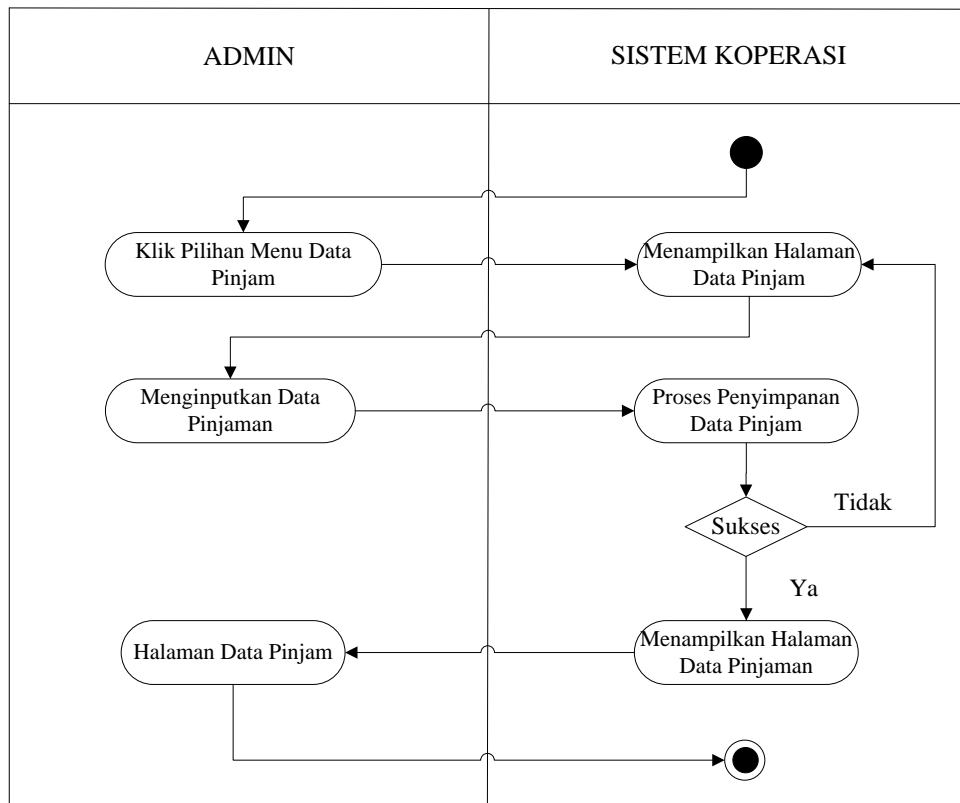 ADMIN
SISTEM KOPERASI
Klik Pilihan Menu Data
Pinjam
Menampilkan Halaman
Data Pinjam
Menginputkan Data
Pinjaman
Proses Penyimpanan
Data Pinjam
Sukses
Tidak
Ya
Halaman Data Pinjam
Menampilkan Halaman
Data Pinjaman